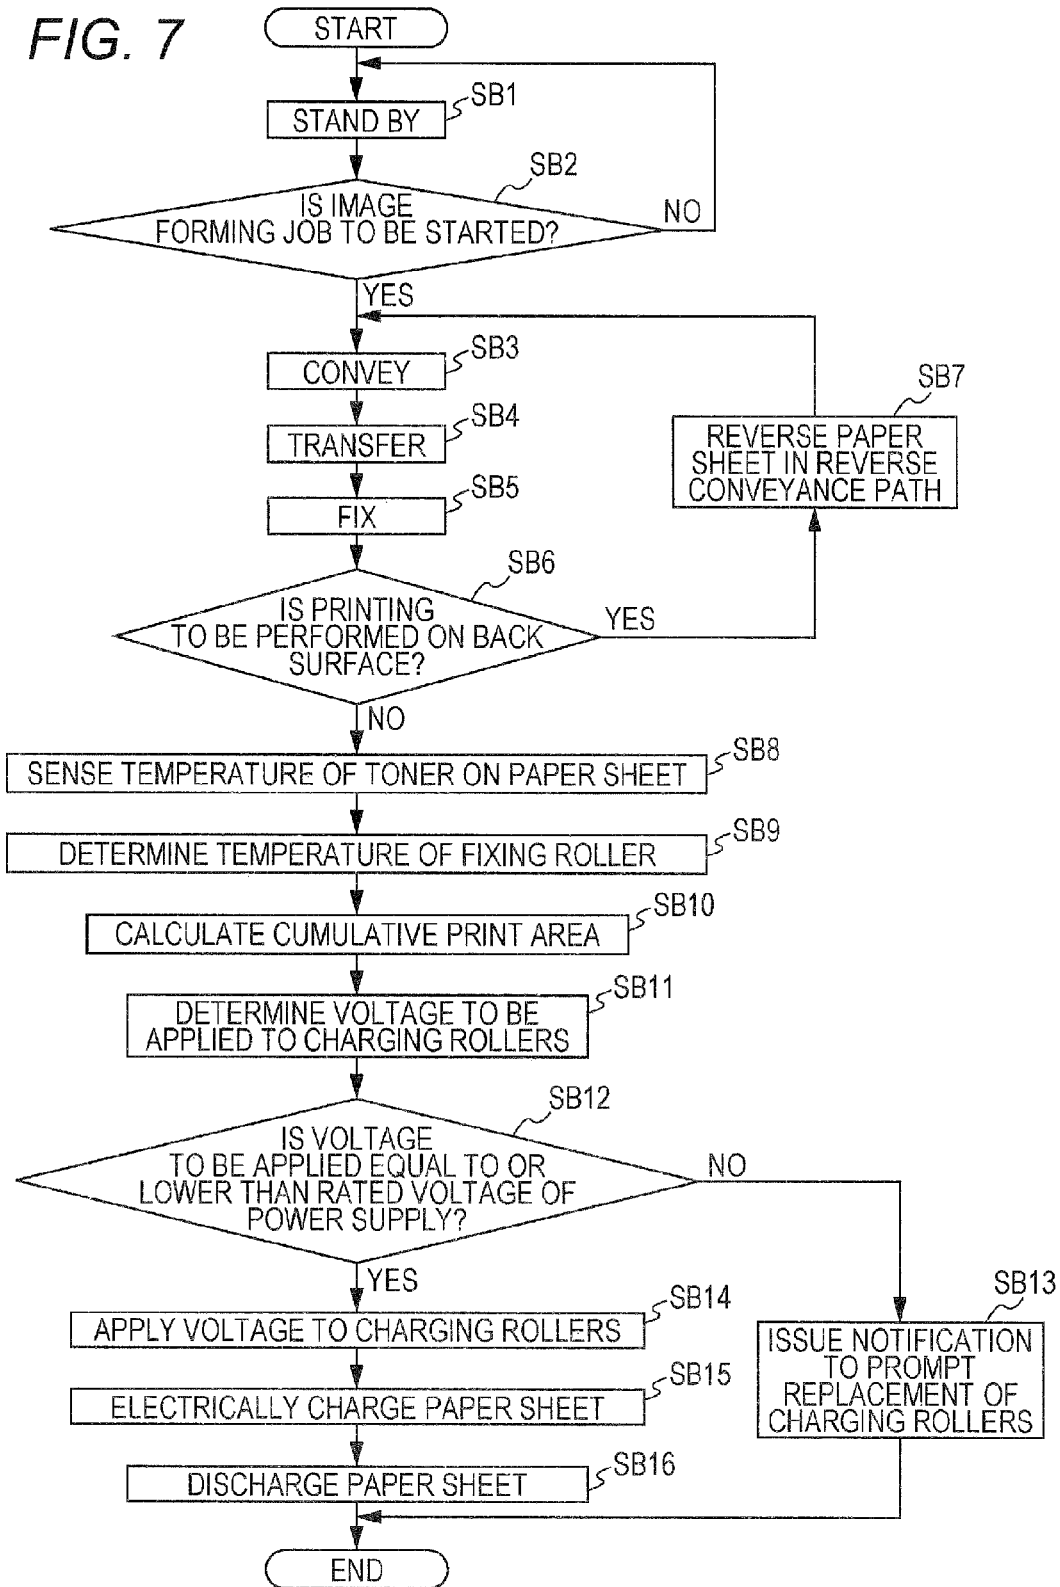 FIG. 7
START
SB1
STAND BY
SB2
IS IMAGE
FORMING JOB TO BE STARTED?
NO
YES
SB3
CONVEY
SB4
TRANSFER
SB5
FIX
SB7
REVERSE PAPER
SHEET IN REVERSE
CONVEYANCE PATH
SB6
IS PRINTING
TO BE PERFORMED ON BACK
SURFACE?
YES
NO
SB8
SENSE TEMPERATURE OF TONER ON PAPER SHEET
SB9
DETERMINE TEMPERATURE OF FIXING ROLLER
SB10
CALCULATE CUMULATIVE PRINT AREA
SB11
DETERMINE VOLTAGE TO BE
APPLIED TO CHARGING ROLLERS
SB12
IS VOLTAGE
TO BE APPLIED EQUAL TO OR
LOWER THAN RATED VOLTAGE OF
POWER SUPPLY?
NO
YES
SB13
ISSUE NOTIFICATION
TO PROMPT
REPLACEMENT OF
CHARGING ROLLERS
SB14
APPLY VOLTAGE TO CHARGING ROLLERS
SB15
ELECTRICALLY CHARGE PAPER SHEET
SB16
DISCHARGE PAPER SHEET
END